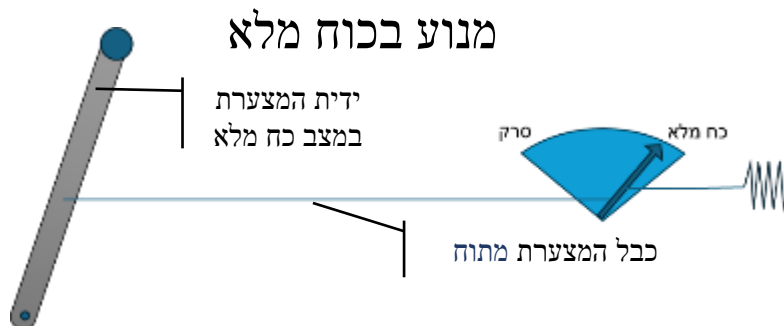 מנוע בכוח מלא
ידית המצערת
במצב כח מלא
סרק
כח מלא
כבל המצערת מתוח